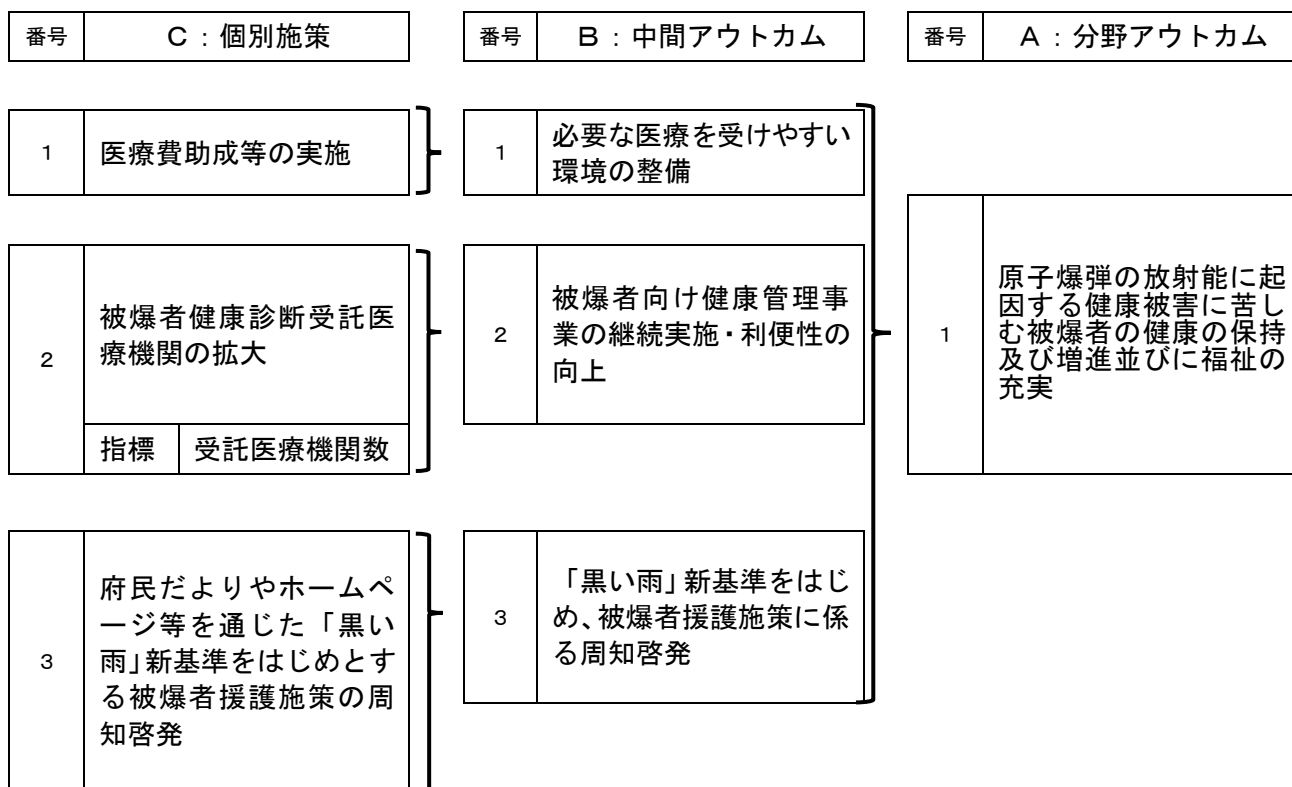 番号 C:個別施策 番号 B:中間アウトカム 番号 A:分野アウトカム
1 医療費助成等の実施
1 必要な医療を受けやすい
環境の整備
2 被爆者健康診断受託医
療機関の拡大
指標 受託医療機関数
2 被爆者向け健康管理事
業の継続実施・利便性の
向上
1 原子爆弾の放射能に起
因する健康被害に苦し
む被爆者の健康の保持
及び増進並びに福祉の
充実
3 府民だよりやホームペ
ージ等を通じた「黒い
雨」新基準をはじめとす
る被爆者援護施策の周
知啓発
3 「黒い雨」新基準をはじ
め、被爆者援護施策に係
る周知啓発